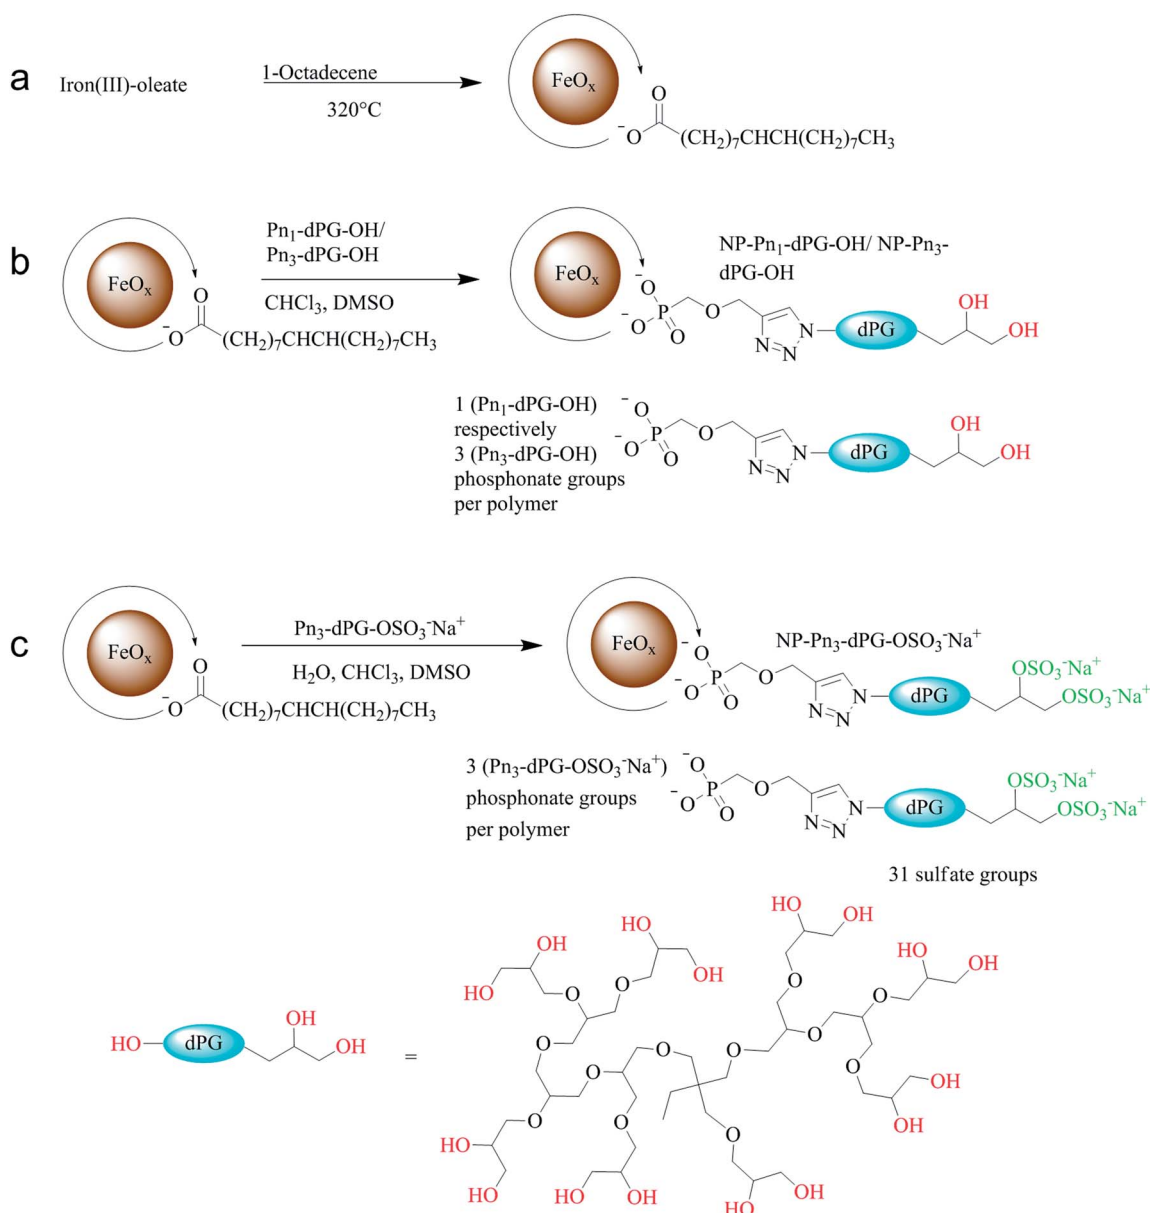 a
Iron(III)-oleate
1-Octadecene
320°C
FeOₓ
O
⁻O
(CH₂)₇CHCH(CH₂)₇CH₃
b
FeOₓ
O
⁻O
(CH₂)₇CHCH(CH₂)₇CH₃
Pn₁-dPG-OH/
Pn₃-dPG-OH
CHCl₃, DMSO
FeOₓ
NP-Pn₁-dPG-OH/ NP-Pn₃-
dPG-OH
⁻O
⁻O
P
O
O
N
N
N
dPG
OH
OH
1 (Pn₁-dPG-OH)
respectively
3 (Pn₃-dPG-OH)
phosphonate groups
per polymer
⁻O
⁻O
P
O
O
N
N
N
dPG
OH
OH
c
FeOₓ
O
⁻O
(CH₂)₇CHCH(CH₂)₇CH₃
Pn₃-dPG-OSO₃⁻Na⁺
H₂O, CHCl₃, DMSO
FeOₓ
NP-Pn₃-dPG-OSO₃⁻Na⁺
⁻O
⁻O
P
O
O
N
N
N
dPG
OSO₃⁻Na⁺
OSO₃⁻Na⁺
3 (Pn₃-dPG-OSO₃⁻Na⁺)
phosphonate groups
per polymer
⁻O
⁻O
P
O
O
N
N
N
dPG
OSO₃⁻Na⁺
OSO₃⁻Na⁺
31 sulfate groups
HO
dPG
OH
OH
=
HO
OH
HO
OH
HO
OH
HO
OH
O
O
O
O
O
O
O
O
O
O
O
O
O
OH
OH
HO
HO
HO
OH
HO
OH